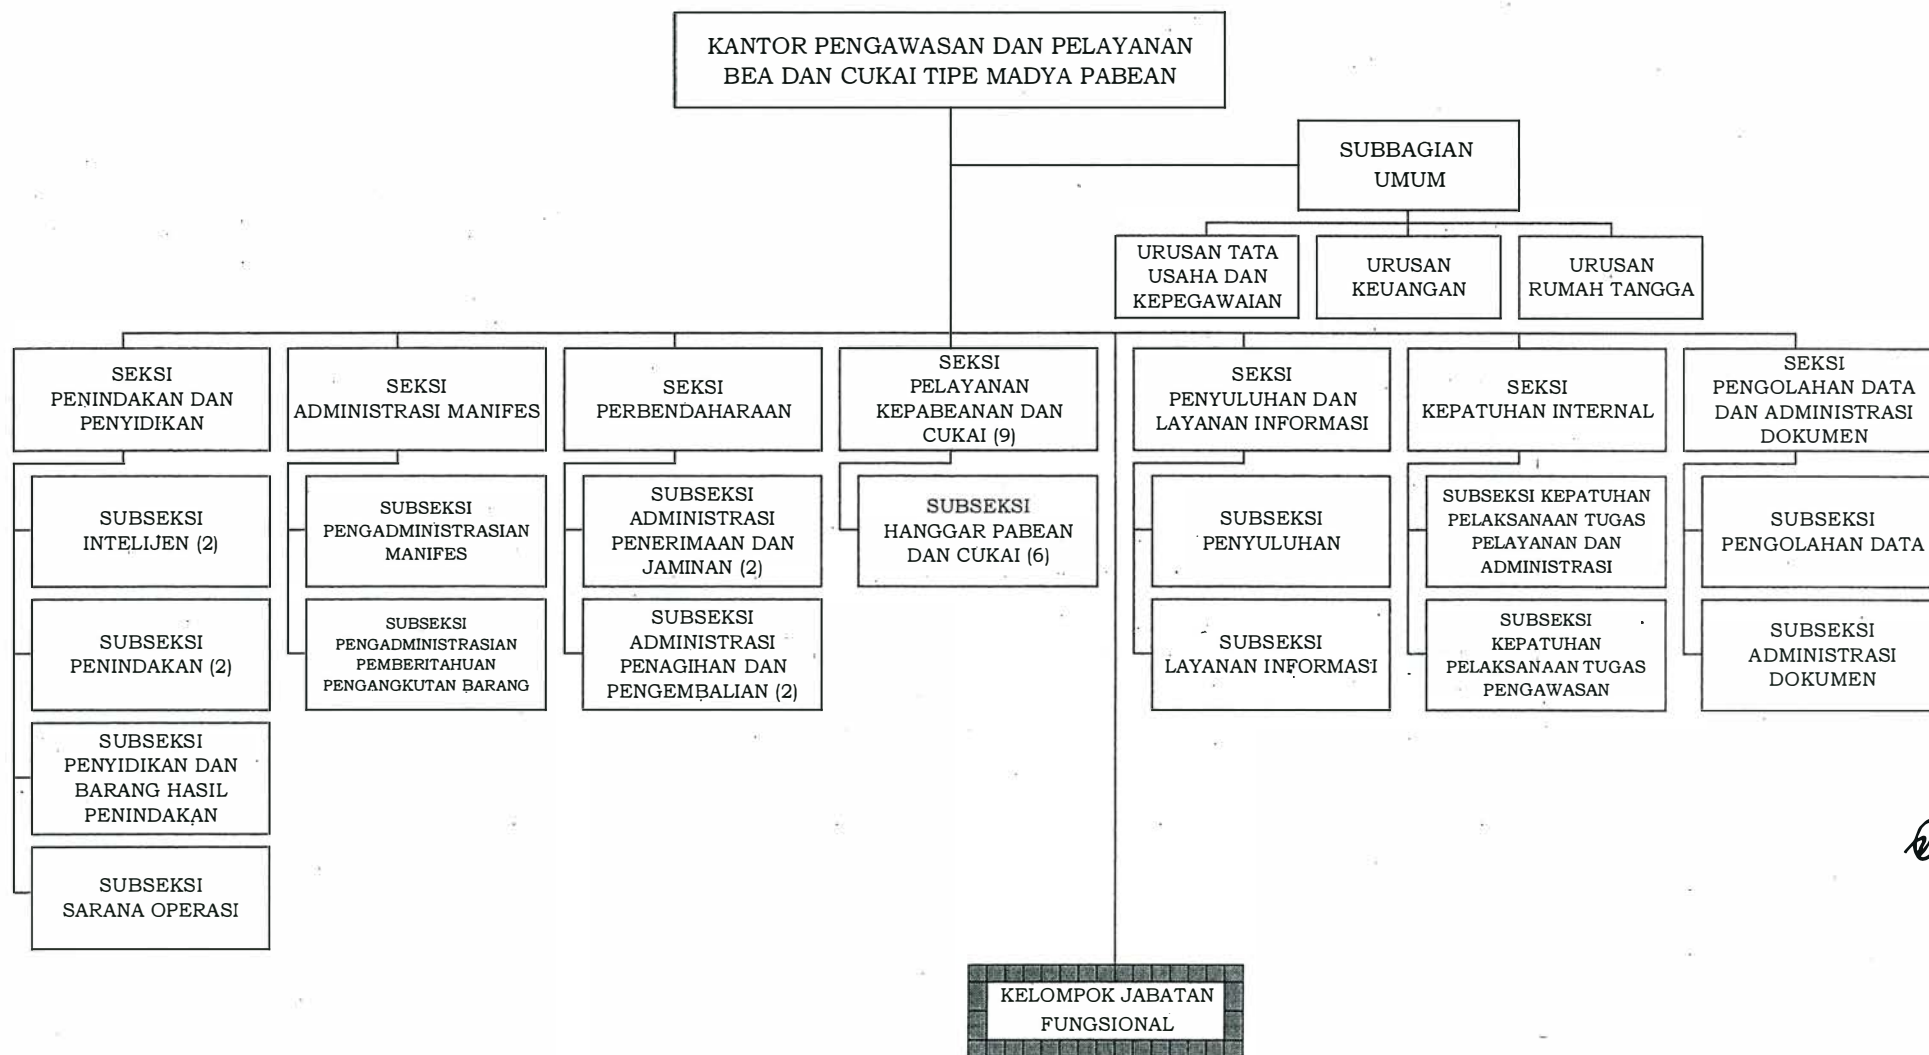 KANTOR PENGAWASAN DAN PELAYANAN
BEA DAN CUKAI TIPE MADYA PABEAN
SUBBAGIAN
UMUM
URUSAN TATA
USAHA DAN
KEPEGAWAIAN
URUSAN
KEUANGAN
URUSAN
RUMAH TANGGA
SEKSI
PENINDAKAN DAN
PENYIDIKAN
SEKSI
ADMINISTRASI MANIFES
SEKSI
PERBENDAHARAAN
SEKSI
PELAYANAN
KEPABEANAN DAN
CUKAI (9)
SEKSI
PENYULUHAN DAN
LAYANAN INFORMASI
SEKSI
KEPATUHAN INTERNAL
SEKSI
PENGOLAHAN DATA
DAN ADMINISTRASI
DOKUMEN
SUBSEKSI
INTELIJEN (2)
SUBSEKSI
PENGADMINISTRASIAN
MANIFES
SUBSEKSI
ADMINISTRASI
PENERIMAAN DAN
JAMINAN (2)
SUBSEKSI
HANGGAR PABEAN
DAN CUKAI (6)
SUBSEKSI
PENYULUHAN
SUBSEKSI KEPATUHAN
PELAKSANAAN TUGAS
PELAYANAN DAN
ADMINISTRASI
SUBSEKSI
PENGOLAHAN DATA
SUBSEKSI
PENINDAKAN (2)
SUBSEKSI
PENGADMINISTRASIAN
PEMBERITAHUAN
PENGANGKUTAN BARANG
SUBSEKSI
ADMINISTRASI
PENAGIHAN DAN
PENGEMBALIAN (2)
SUBSEKSI
LAYANAN INFORMASI
SUBSEKSI
KEPATUHAN
PELAKSANAAN TUGAS
PENGAWASAN
SUBSEKSI
ADMINISTRASI
DOKUMEN
SUBSEKSI
PENYIDIKAN DAN
BARANG HASIL
PENINDAKAN
SUBSEKSI
SARANA OPERASI
KELOMPOK JABATAN
FUNGSIONAL